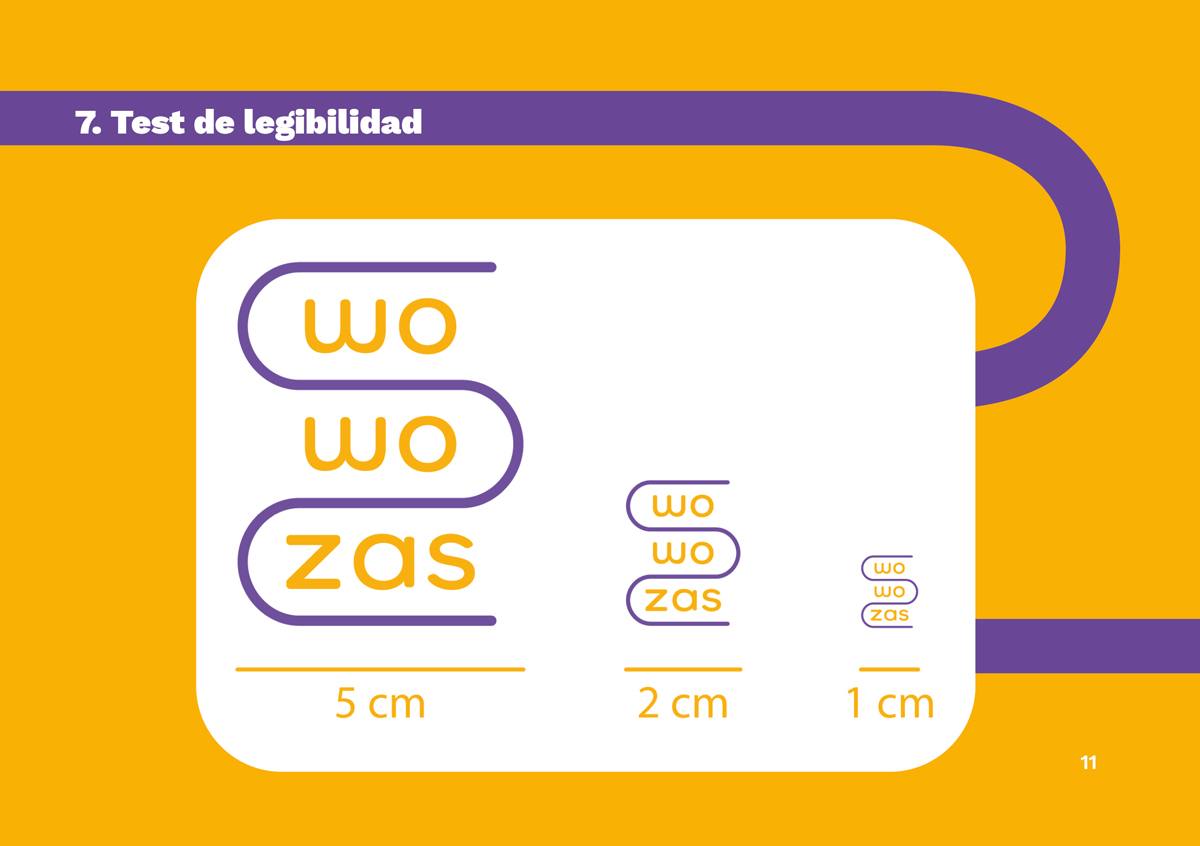 7. Test de legibilidad
wo
wo
zas
wo
wo
zas
wo
wo
zas
5 cm
2 cm
1 cm
11